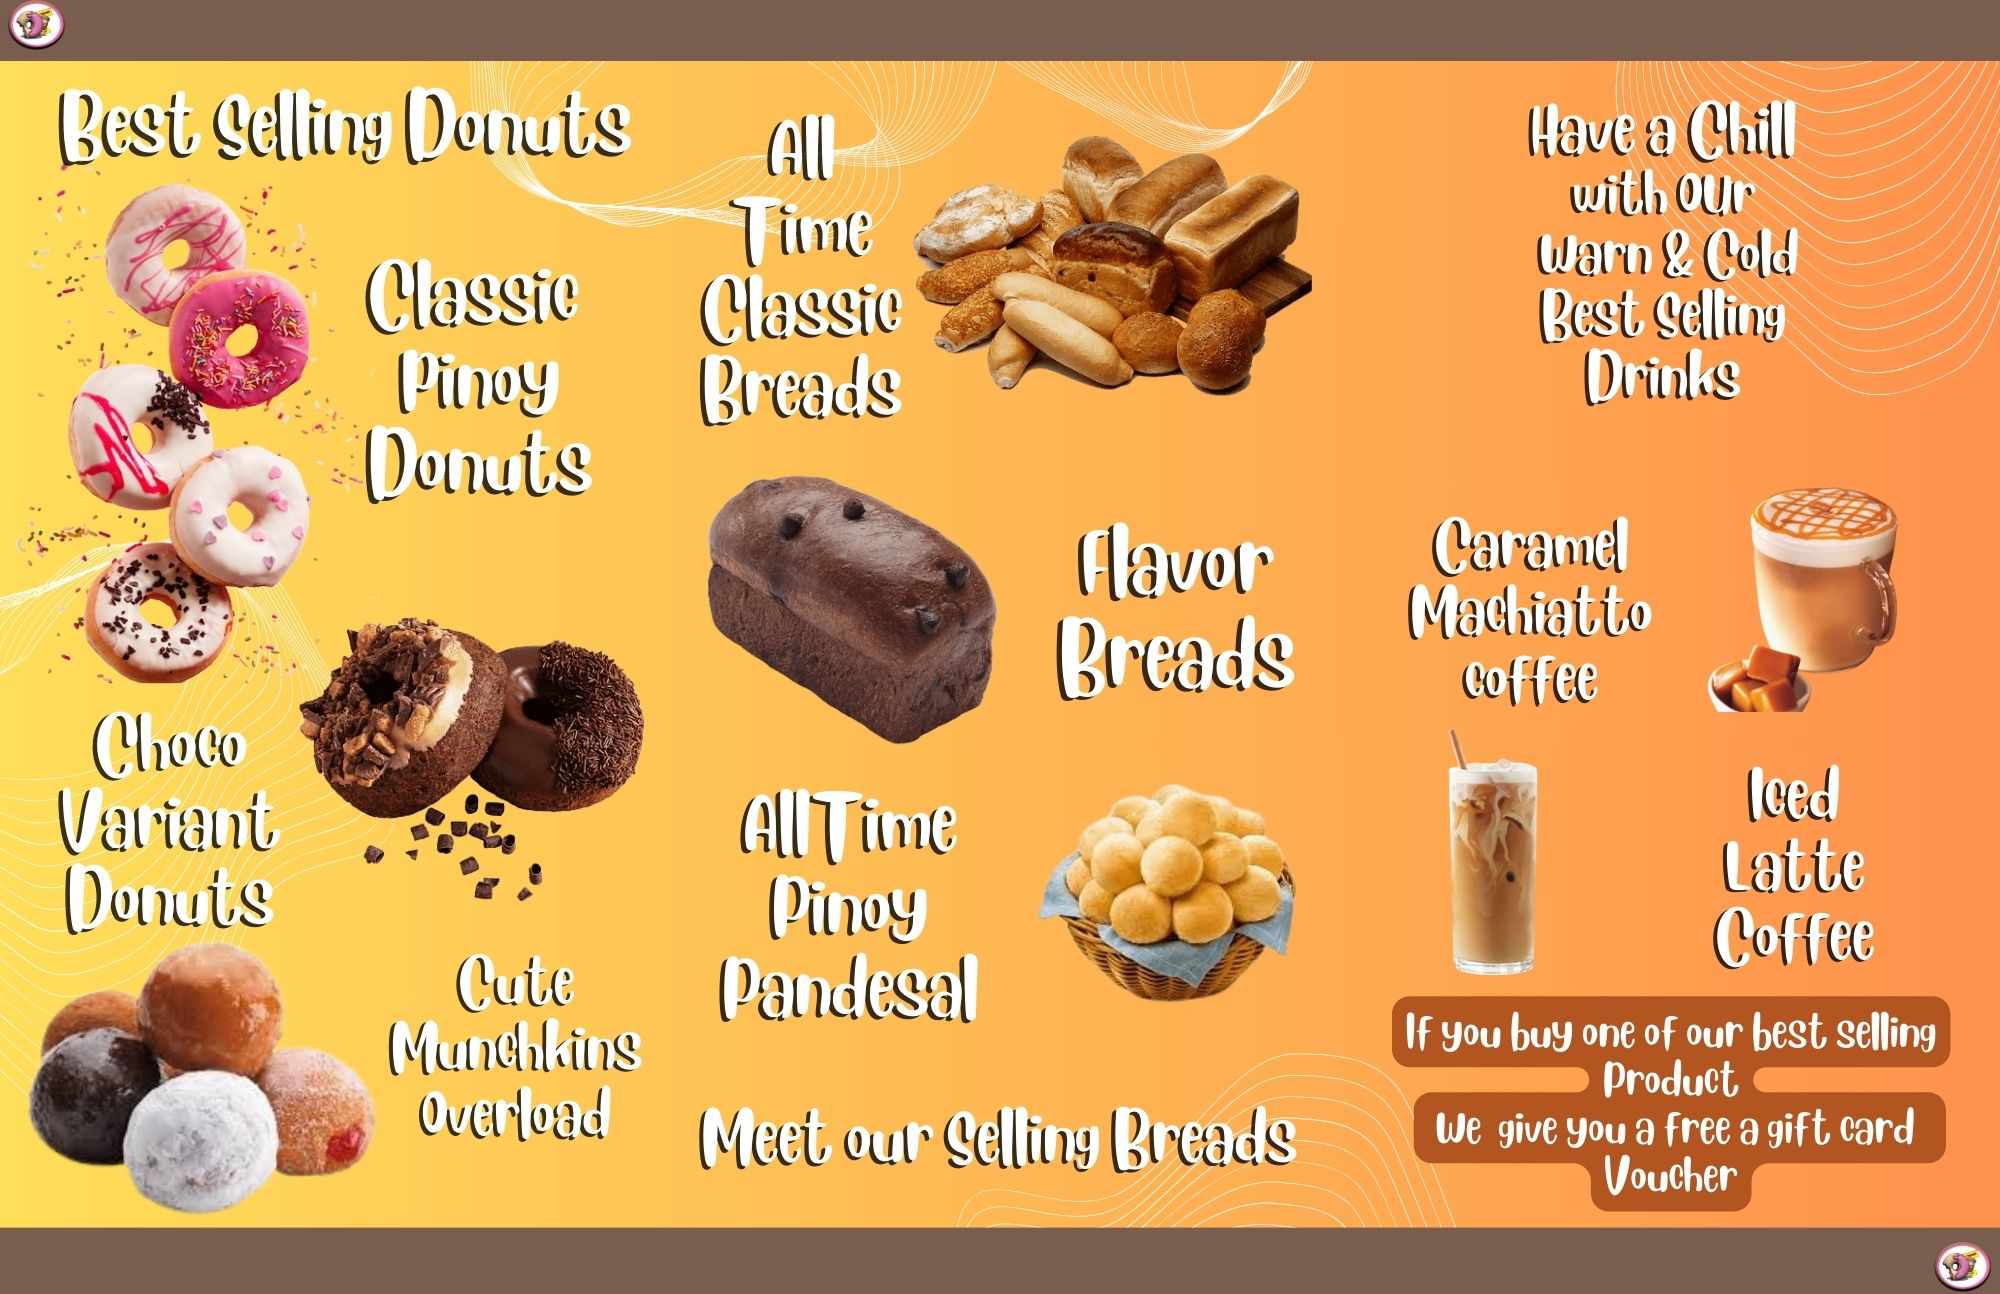 Best Selling Donuts
Classic
Pinoy
Donuts
Choco
Variant
Donuts
Cute
Munchkins
Overload
All
Time
Classic
Breads
Flavor
Breads
AllTime
Pinoy
Pandesal
Meet our Selling Breads
Have a Chill
with OUr
Warn & Cold
Best Selling
Drinks
Caramel
Machiatto
coffee
Iced
Latte
Coffee
If you buy one of our best selling
Product
We give you a free a gift card
Voucher